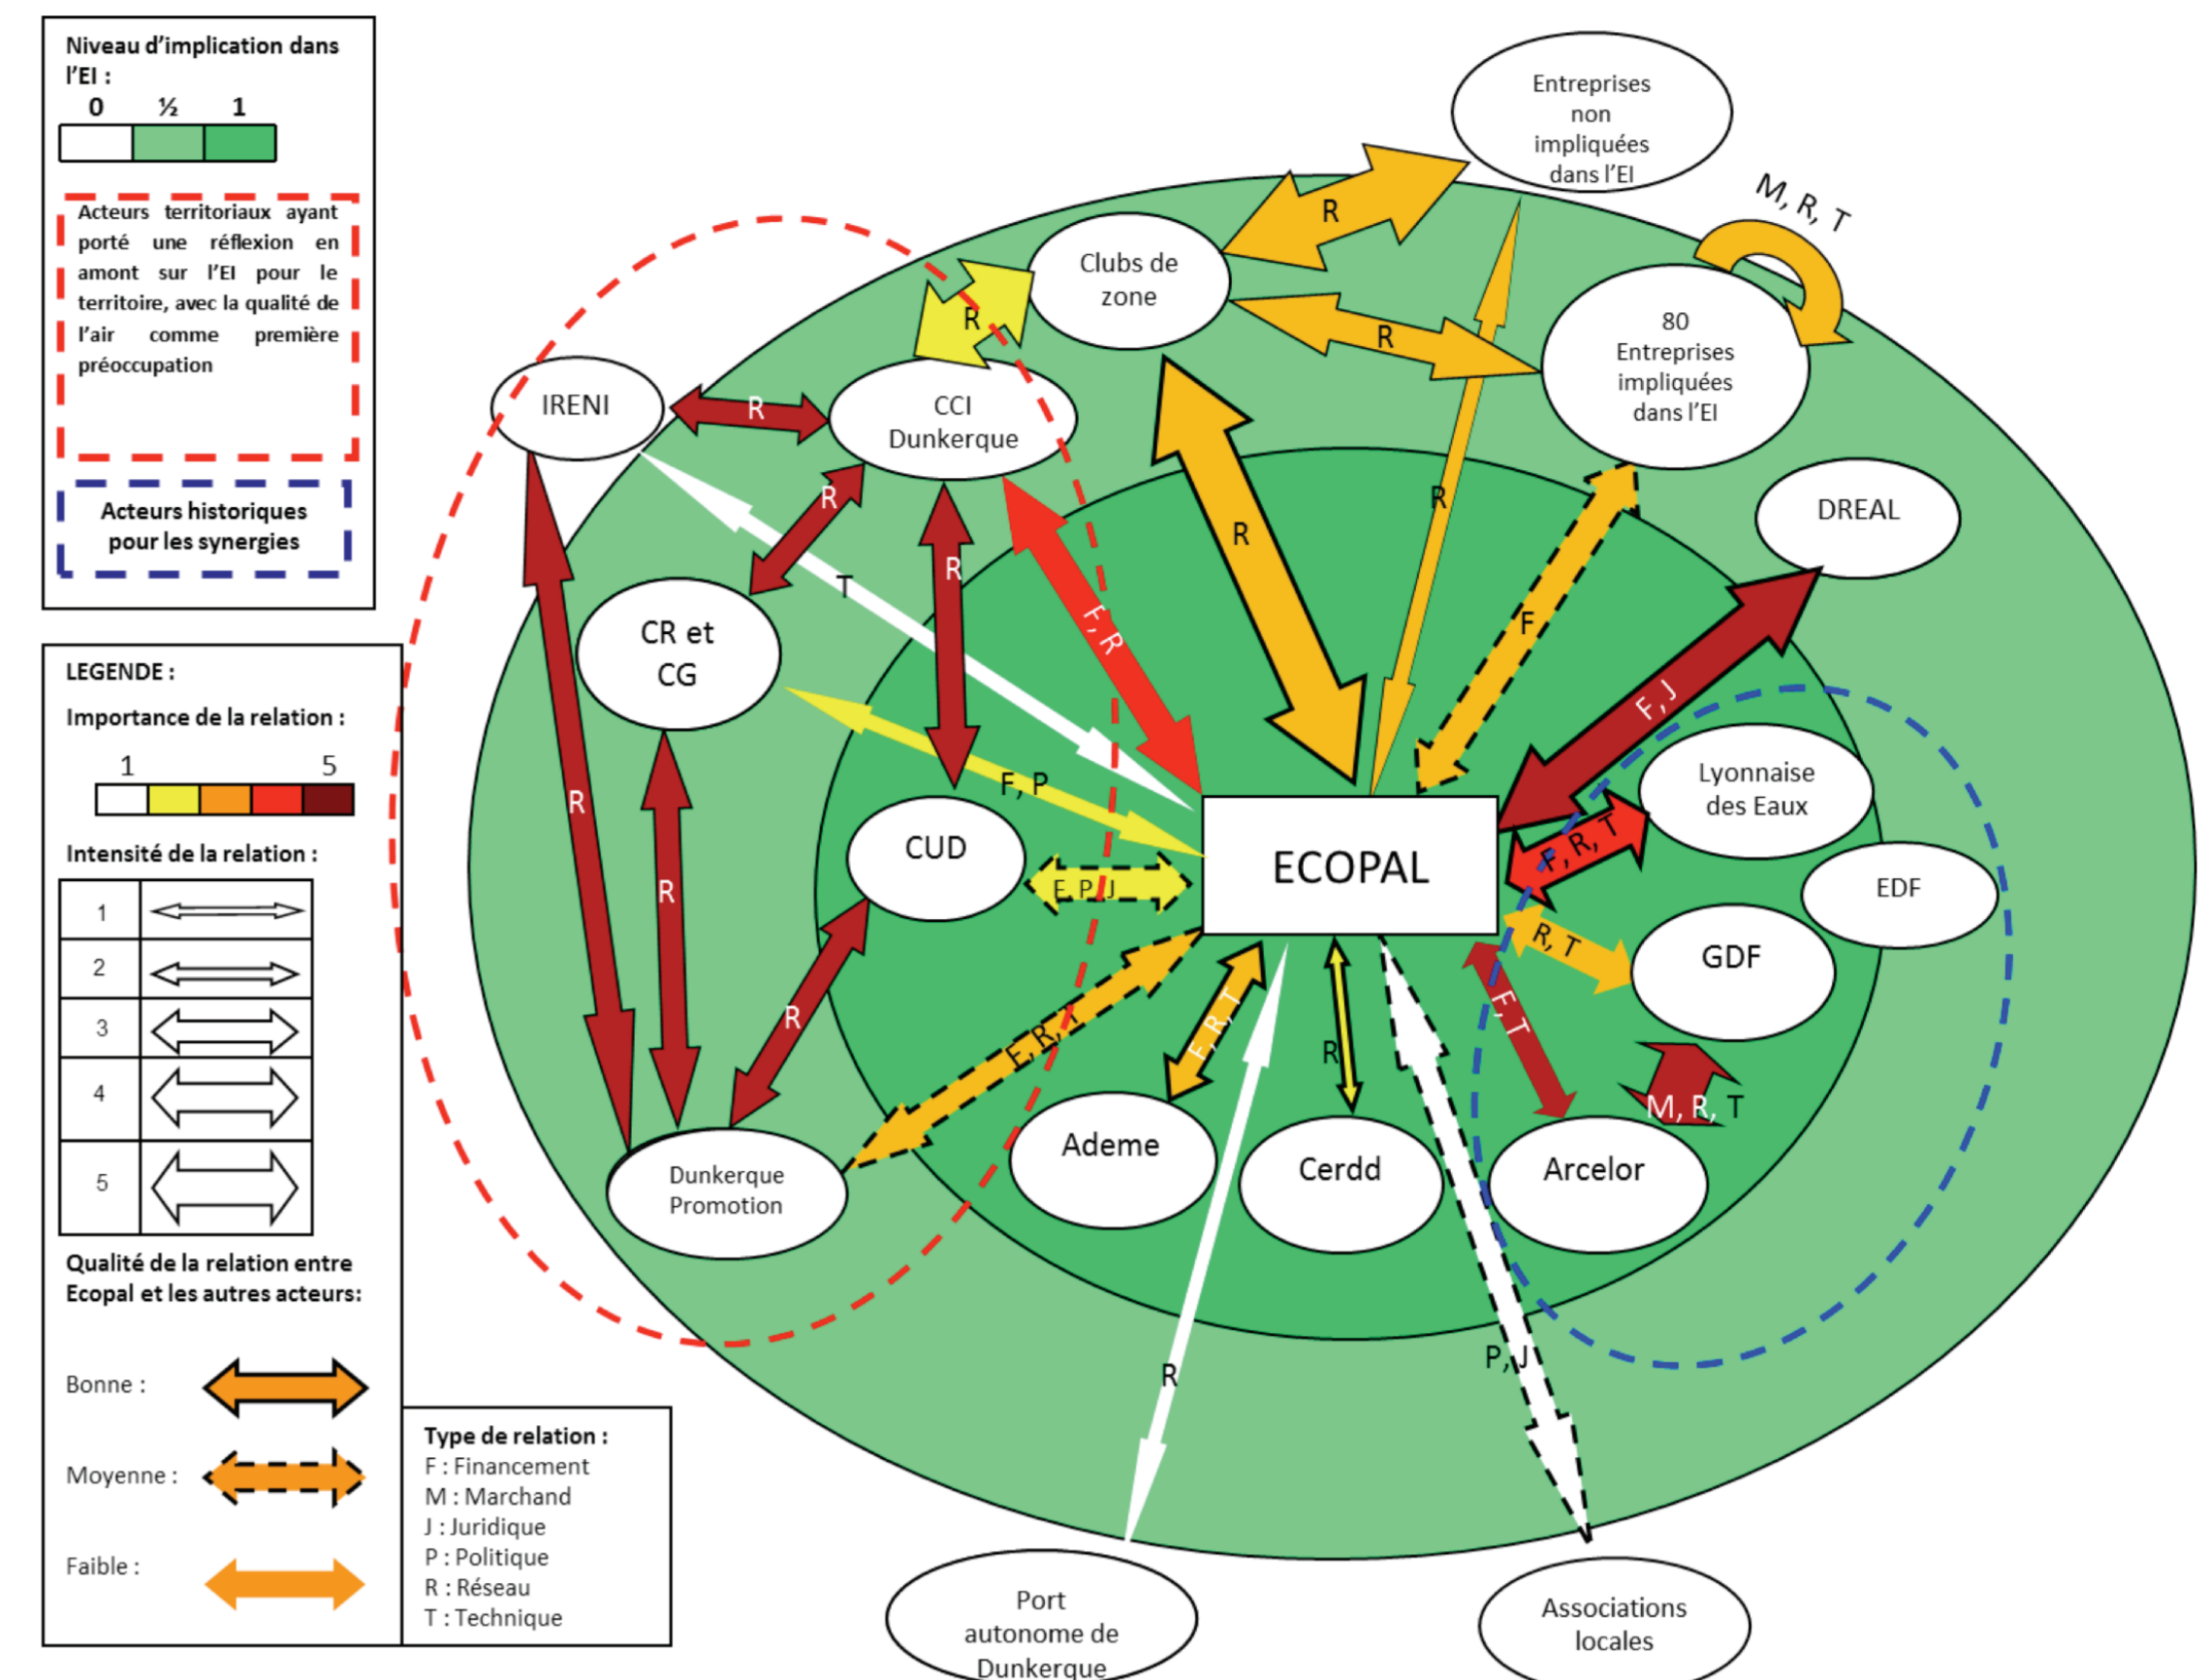 Niveau d’implication dans
l’EI :
0 ½ 1
Acteurs territoriaux ayant
porté une réflexion en
amont sur l’EI pour le
territoire, avec la qualité de
l’air comme première
préoccupation
Acteurs historiques
pour les synergies
LEGENDE :
Importance de la relation :
1 5
Intensité de la relation :
1
2
3
4
5
Qualité de la relation entre
Ecopal et les autres acteurs:
Bonne :
Moyenne :
Faible :
Type de relation :
F : Financement
M : Marchand
J : Juridique
P : Politique
R : Réseau
T : Technique
Entreprises
non
impliquées
dans l’EI
M, R, T
R
Clubs de
zone
R
R
80
Entreprises
impliquées
dans l’EI
IRENI
R
CCI
Dunkerque
R
R
R
R
DREAL
T
F, R
F
CR et
CG
F, J
R
F, P
Lyonnaise
des Eaux
CUD
ECOPAL
F, R, T
EDF
R
E, P, J
R, T
GDF
R
F, R, T
F, R, T
R
F, T
M, R, T
Dunkerque
Promotion
Ademe
Cerdd
Arcelor
R
P, J
Port
autonome de
Dunkerque
Associations
locales